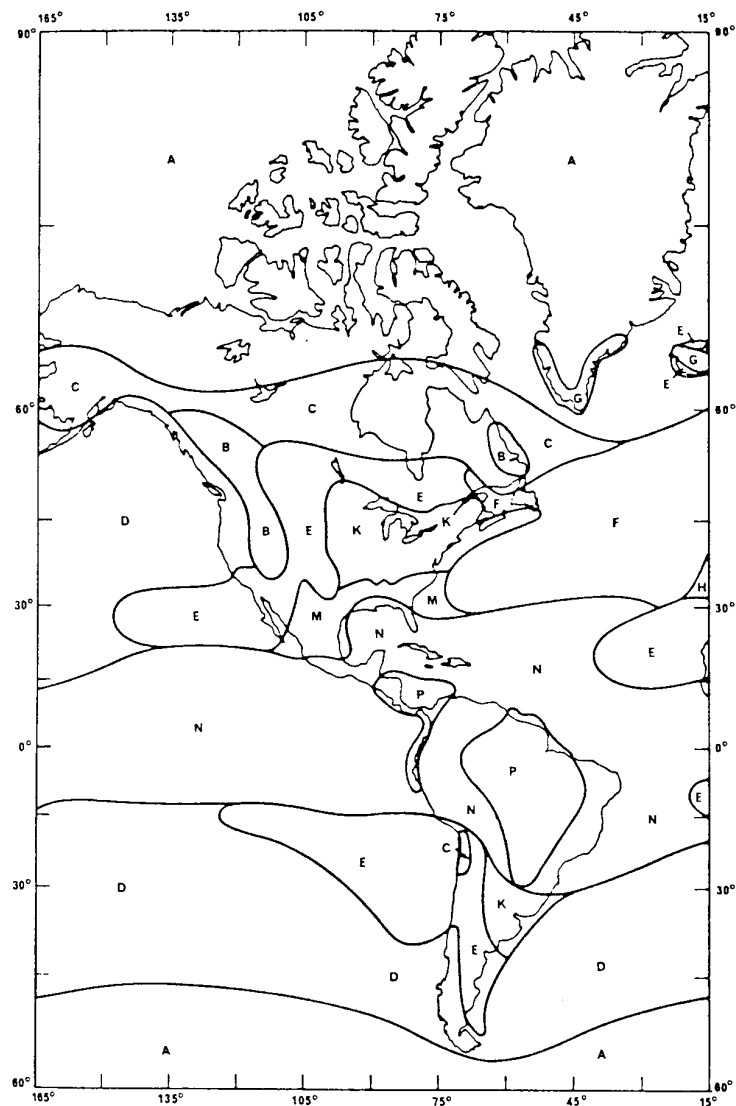 165° 135° 105° 75° 45° 15°
90° 90°
A A
E
G
E
C C G
60° 60°
B B C
E F
D B E K K F
H
30° M M 30°
E N E
N
P
N
0° P 0°
E
N N
C
E
30° D K 30°
E
D D
A A
60° 60°
165° 135° 105° 75° 45° 15°